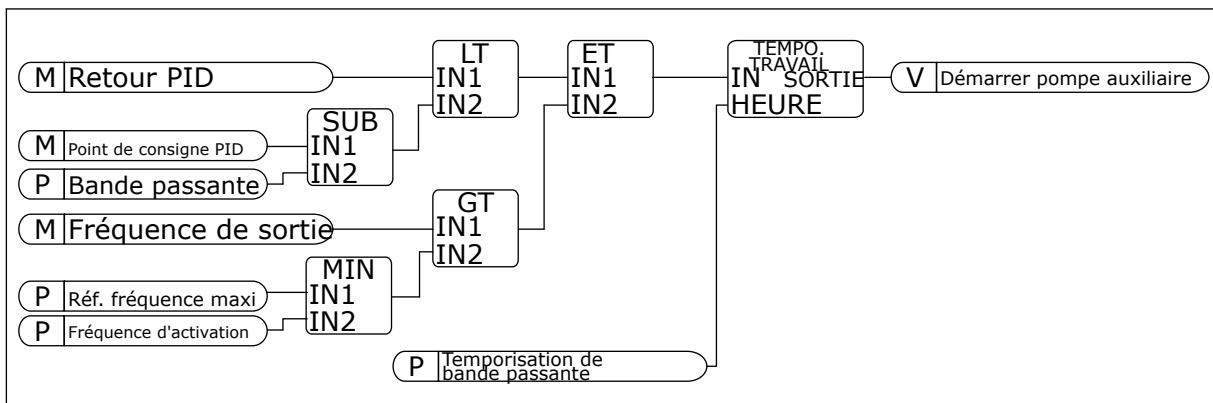 LT
ET
TEMPO.
TRAVAIL
M Retour PID
IN1
IN1
IN SORTIE
V Démarrer pompe auxiliaire
IN2
IN2
HEURE
SUB
M Point de consigne PID
IN1
P Bande passante
IN2
GT
M Fréquence de sortie
IN1
IN2
MIN
P Réf. fréquence maxi
IN1
P Fréquence d'activation
IN2
P Temporisation de
bande passante